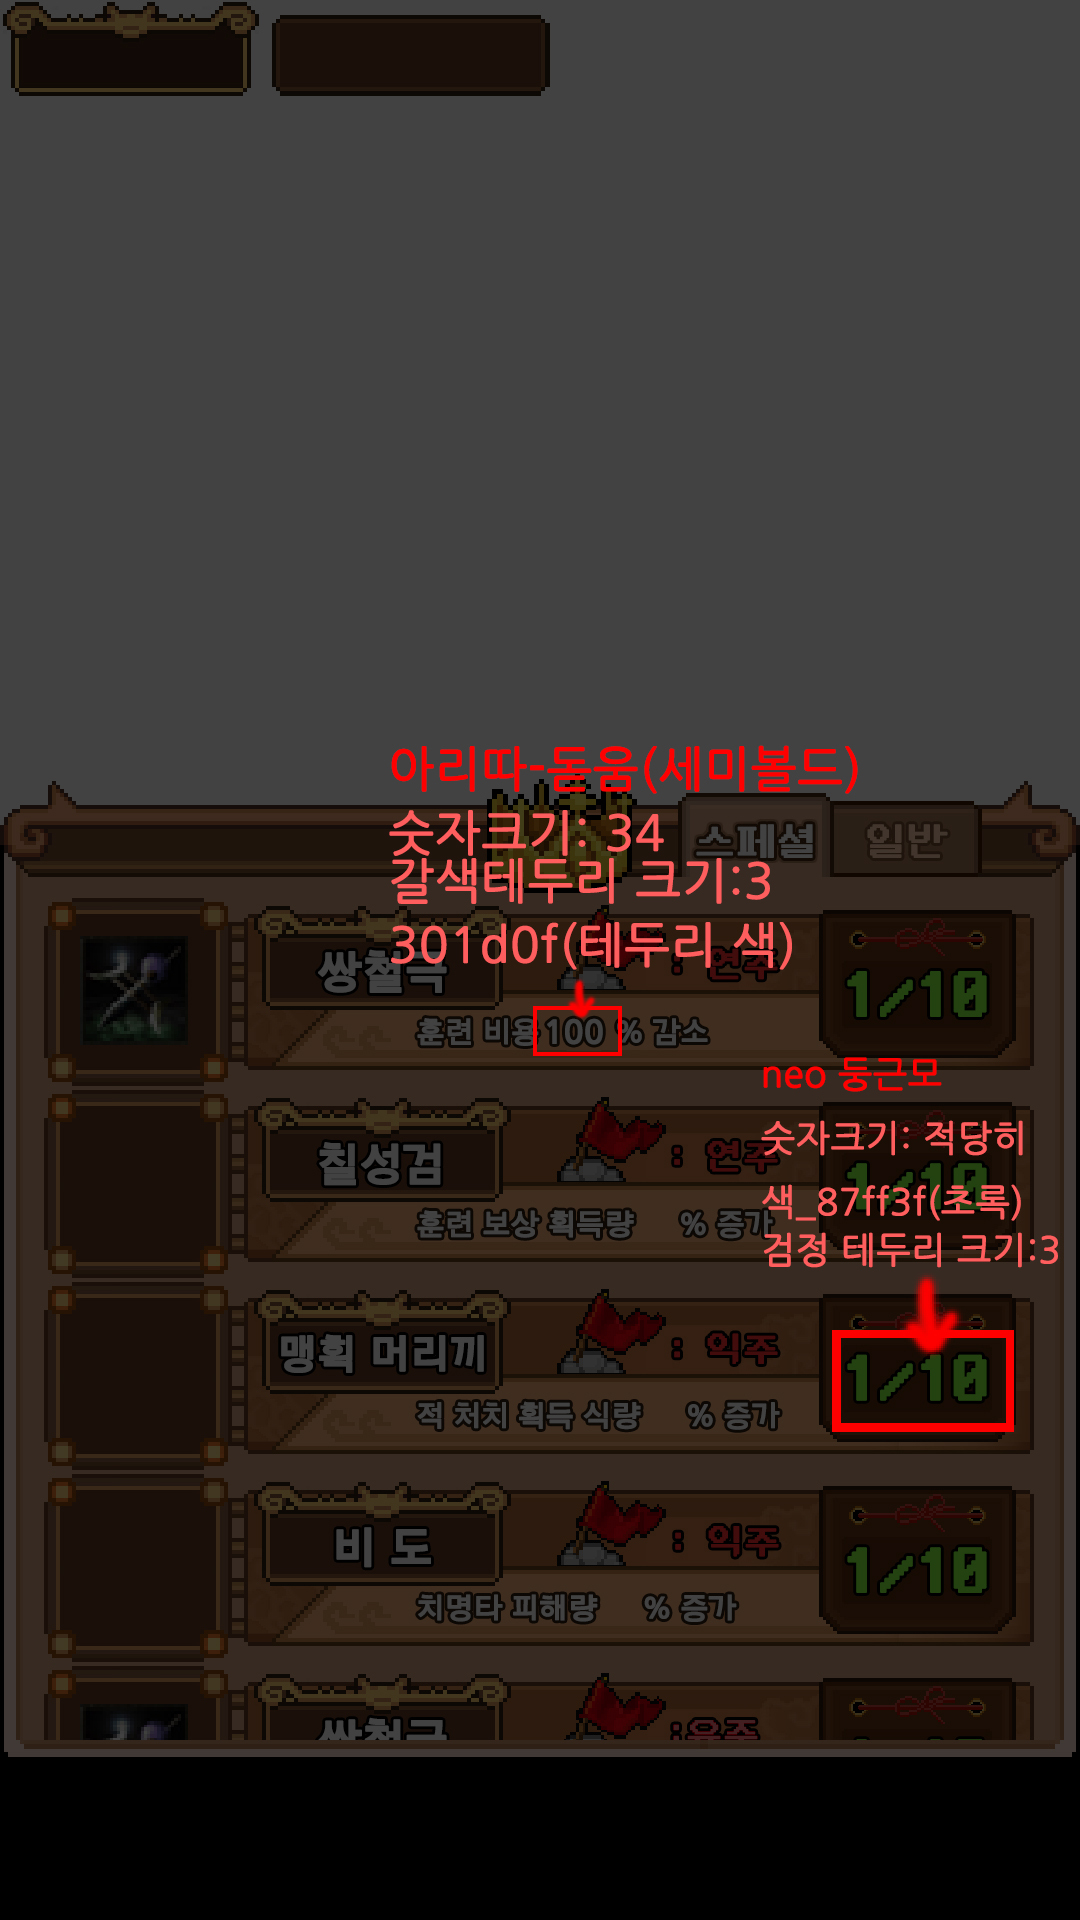 아리따-돋움(세미볼드)
숫자크기: 34
갈색테두리 크기:3
301d0f(테두리 색)
스페셜
일반
쌍철극
: 연주
1/10
훈련 비용 100 % 감소
neo 둥근모
숫자크기: 적당히
색_87ff3f(초록)
검정 테두리 크기:3
칠성검
: 연주
1/10
훈련 보상 획득량 % 증가
맹획 머리끼
: 익주
1/10
적 처치 획득 식량 % 증가
비 도
: 익주
1/10
치명타 피해량 % 증가
쌍철극
:유주